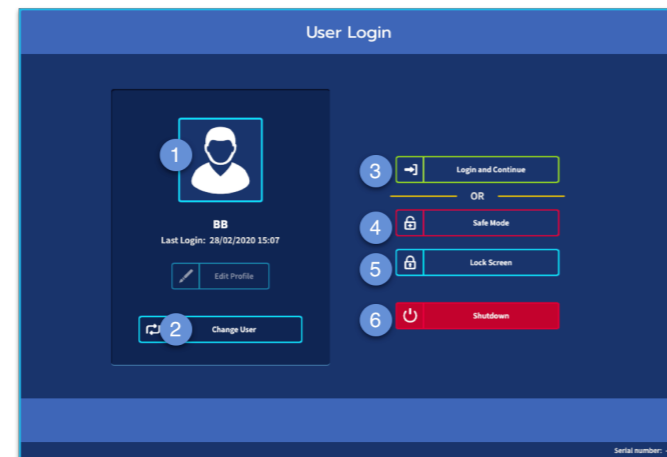 User Login
1
BB
Last Login: 28/02/2020 15:07
Edit Profile
2 Change User
3 Login and Continue
OR
4 Safe Mode
5 Lock Screen
6 Shutdown
Serial number: